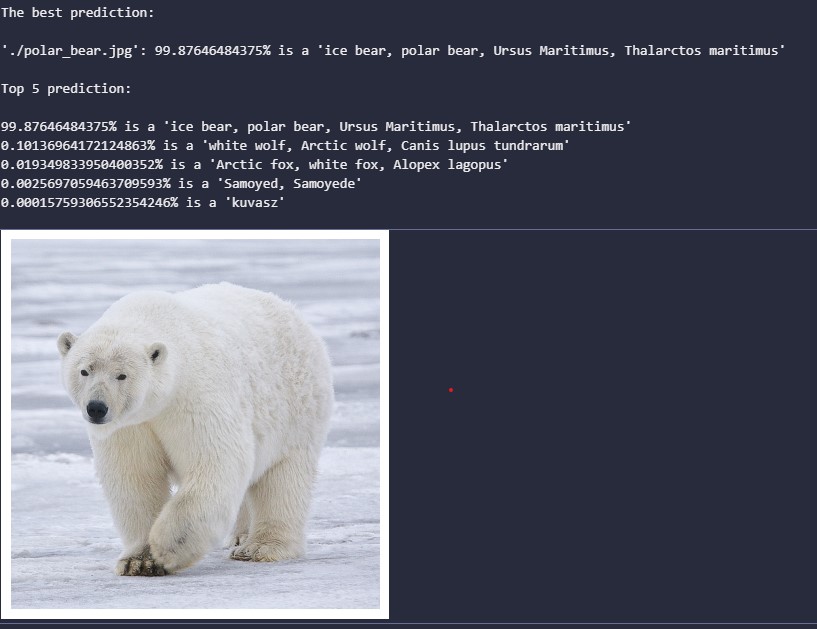 The best prediction:
'./polar_bear.jpg': 99.87646484375% is a 'ice bear, polar bear, Ursus Maritimus, Thalarctos maritimus'
Top 5 prediction:
99.87646484375% is a 'ice bear, polar bear, Ursus Maritimus, Thalarctos maritimus'
0.10136964172124863% is a 'white wolf, Arctic wolf, Canis lupus tundrarum'
0.019349833950400352% is a 'Arctic fox, white fox, Alopex lagopus'
0.0025697059463709593% is a 'Samoyed, Samoyede'
0.00015759306552354246% is a 'kuvasz'